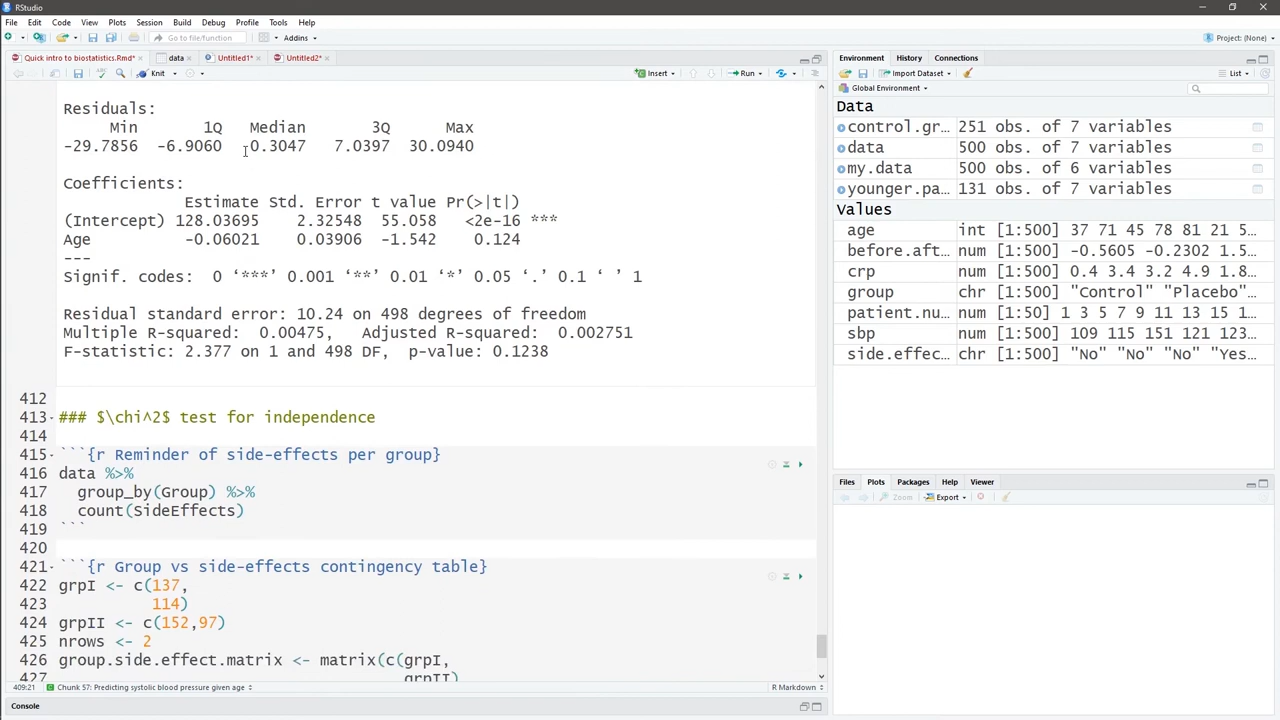 RStudio
File Edit Code View Plots Session Build Debug Profile Tools Help
Go to file/function Addins Project: (None)
Quick intro to biostatistics.Rmd* data Untitled1* Untitled2*
Knit Insert Run
Residuals:
Min 1Q Median 3Q Max
-29.7856 -6.9060 0.3047 7.0397 30.0940
Coefficients:
Estimate Std. Error t value Pr(>|t|)
(Intercept) 128.03695 2.32548 55.058 <2e-16 ***
Age -0.06021 0.03906 -1.542 0.124
---
Signif. codes: 0 ‘***’ 0.001 ‘**’ 0.01 ‘*’ 0.05 ‘.’ 0.1 ‘ ’ 1
Residual standard error: 10.24 on 498 degrees of freedom
Multiple R-squared: 0.00475, Adjusted R-squared: 0.002751
F-statistic: 2.377 on 1 and 498 DF, p-value: 0.1238
412
413 ### $\chi^2$ test for independence
414
415 ```{r Reminder of side-effects per group}
416 data %>%
417 group_by(Group) %>%
418 count(SideEffects)
419 ```
420
421 ```{r Group vs side-effects contingency table}
422 grpI <- c(137,
423 114)
424 grpII <- c(152,97)
425 nrows <- 2
426 group.side.effect.matrix <- matrix(c(grpI,
427 grpII)
409:21 Chunk 57: Predicting systolic blood pressure given age R Markdown
Console
Environment History Connections
Import Dataset List
Global Environment
Data
control.gr… 251 obs. of 7 variables
data 500 obs. of 7 variables
my.data 500 obs. of 6 variables
younger.pa… 131 obs. of 7 variables
Values
age int [1:500] 37 71 45 78 81 21 5…
before.aft… num [1:500] -0.5605 -0.2302 1.5…
crp num [1:500] 0.4 3.4 3.2 4.9 1.8…
group chr [1:500] "Control" "Placebo"…
patient.nu… num [1:50] 1 3 5 7 9 11 13 15 1…
sbp num [1:500] 109 115 151 121 123…
side.effec… chr [1:500] "No" "No" "No" "Yes…
Files Plots Packages Help Viewer
Zoom Export